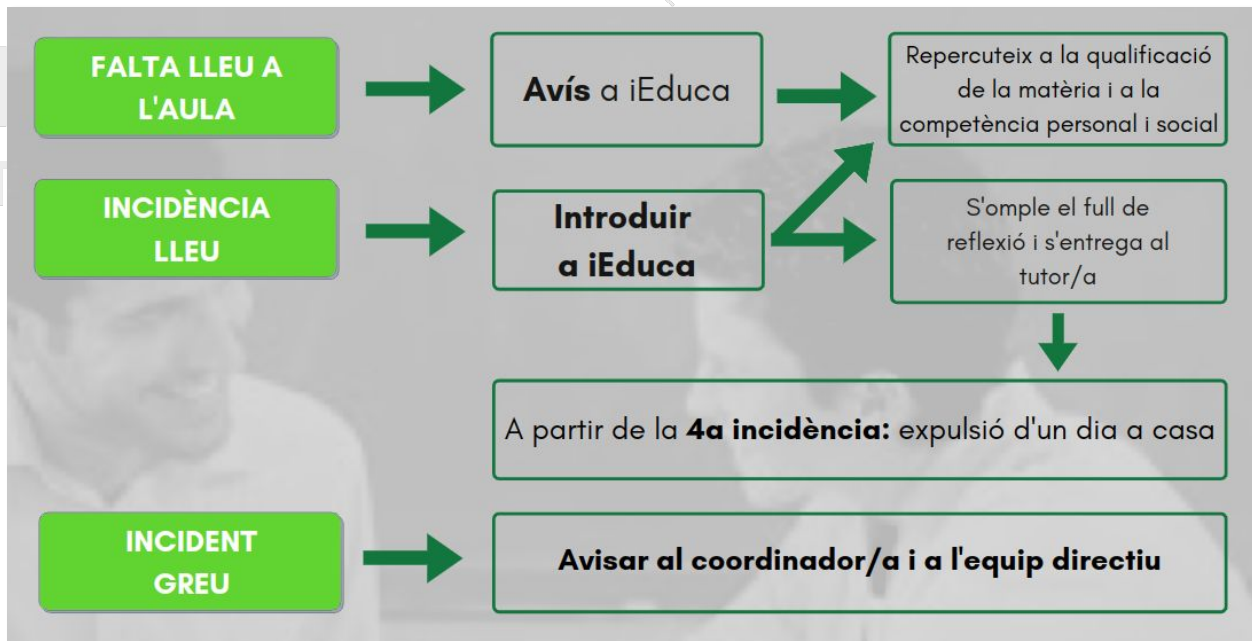 FALTA LLEU A
L'AULA
Avís a iEduca
Repercuteix a la qualificació
de la matèria i a la
competència personal i social
INCIDÈNCIA
LLEU
Introduir
a iEduca
S'omple el full de
reflexió i s'entrega al
tutor/a
A partir de la 4a incidència: expulsió d'un dia a casa
INCIDENT
GREU
Avisar al coordinador/a i a l'equip directiu